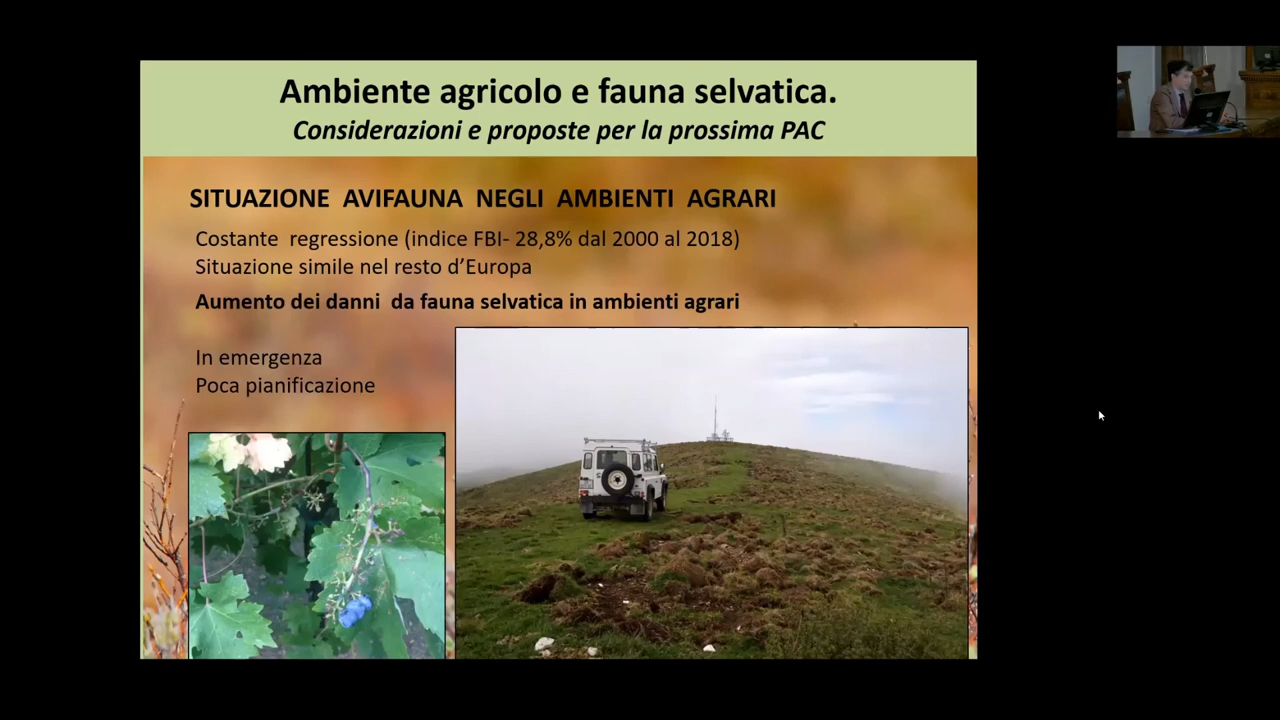 Ambiente agricolo e fauna selvatica.
Considerazioni e proposte per la prossima PAC
SITUAZIONE AVIFAUNA NEGLI AMBIENTI AGRARI
Costante regressione (indice FBI- 28,8% dal 2000 al 2018)
Situazione simile nel resto d’Europa
Aumento dei danni da fauna selvatica in ambienti agrari
In emergenza
Poca pianificazione